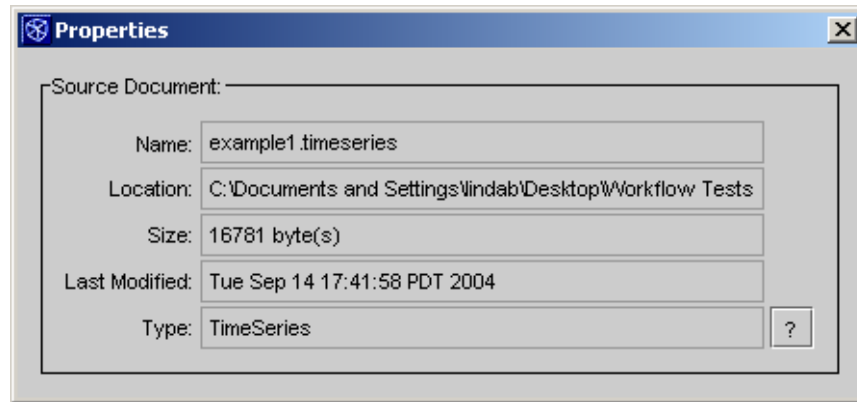 Properties
Source Document:
Name: example1.timeseries
Location: C:\Documents and Settings\lindab\Desktop\Workflow Tests
Size: 16781 byte(s)
Last Modified: Tue Sep 14 17:41:58 PDT 2004
Type: TimeSeries ?